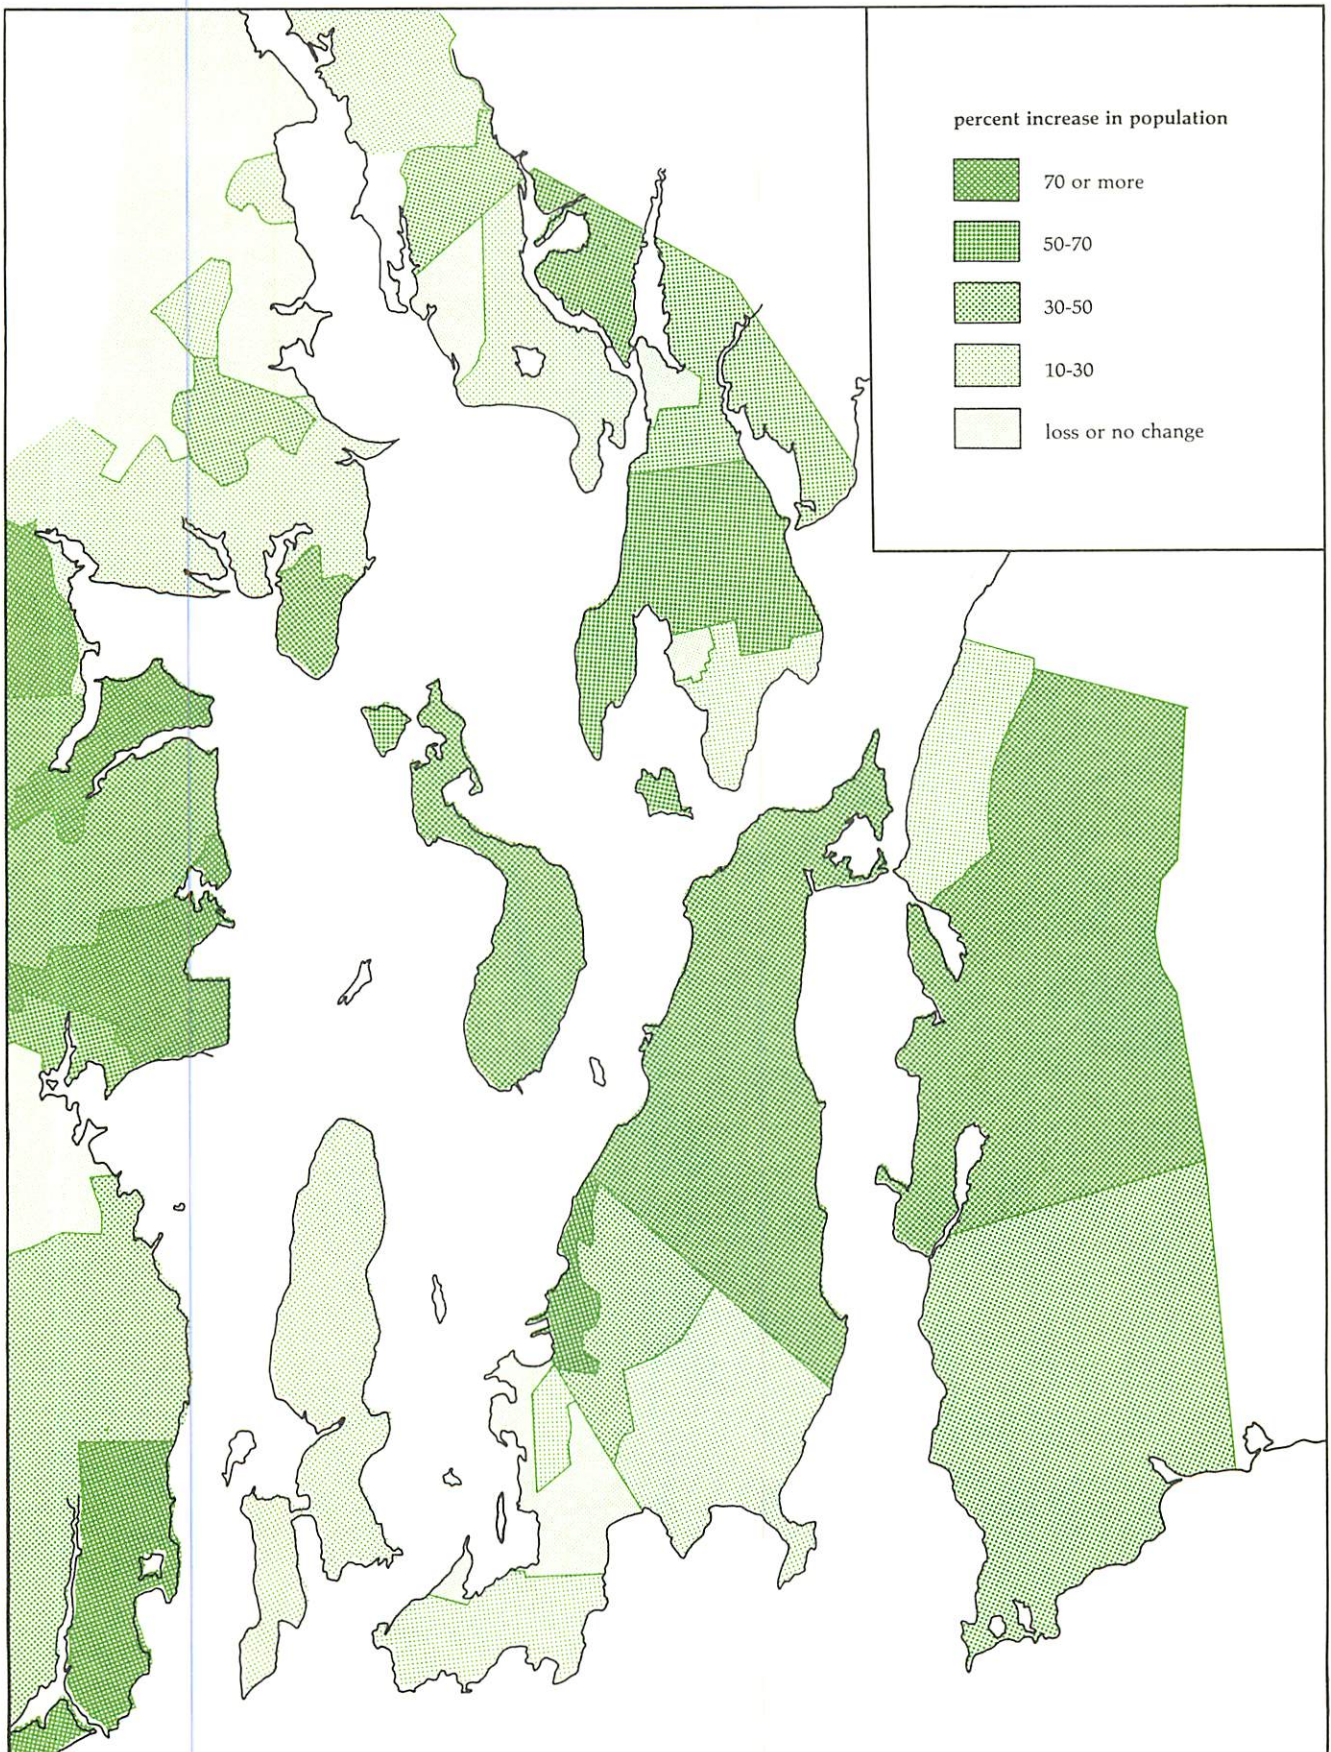 percent increase in population
70 or more
50-70
30-50
10-30
loss or no change